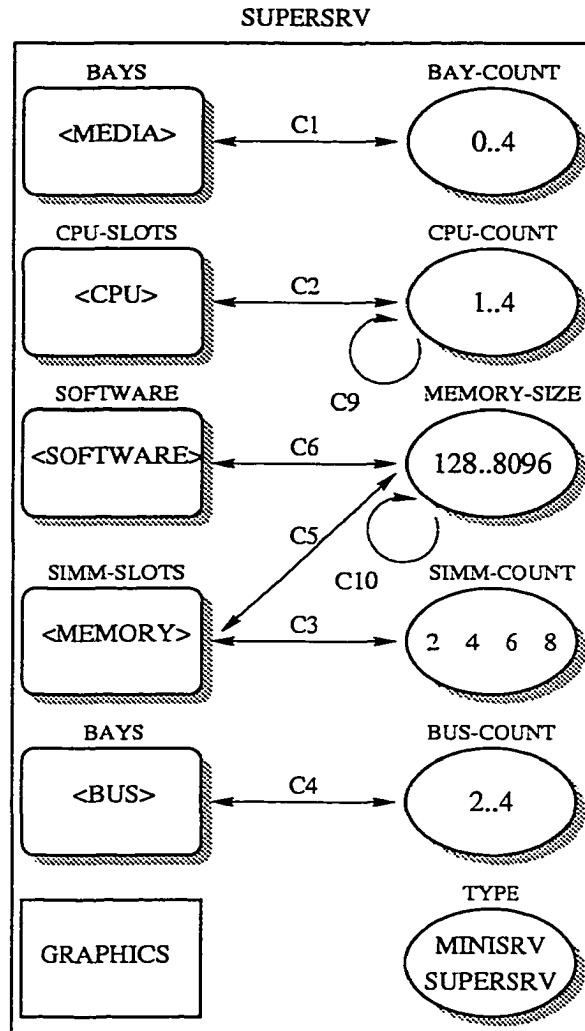 SUPERSRV
BAYS BAY-COUNT
<MEDIA> C1 0..4
CPU-SLOTS CPU-COUNT
<CPU> C2 1..4
C9
SOFTWARE MEMORY-SIZE
<SOFTWARE> C6 128..8096
C5
C10
SIMM-SLOTS SIMM-COUNT
<MEMORY> C3 2 4 6 8
BAYS BUS-COUNT
<BUS> C4 2..4
TYPE
GRAPHICS MINISRV
SUPERSRV